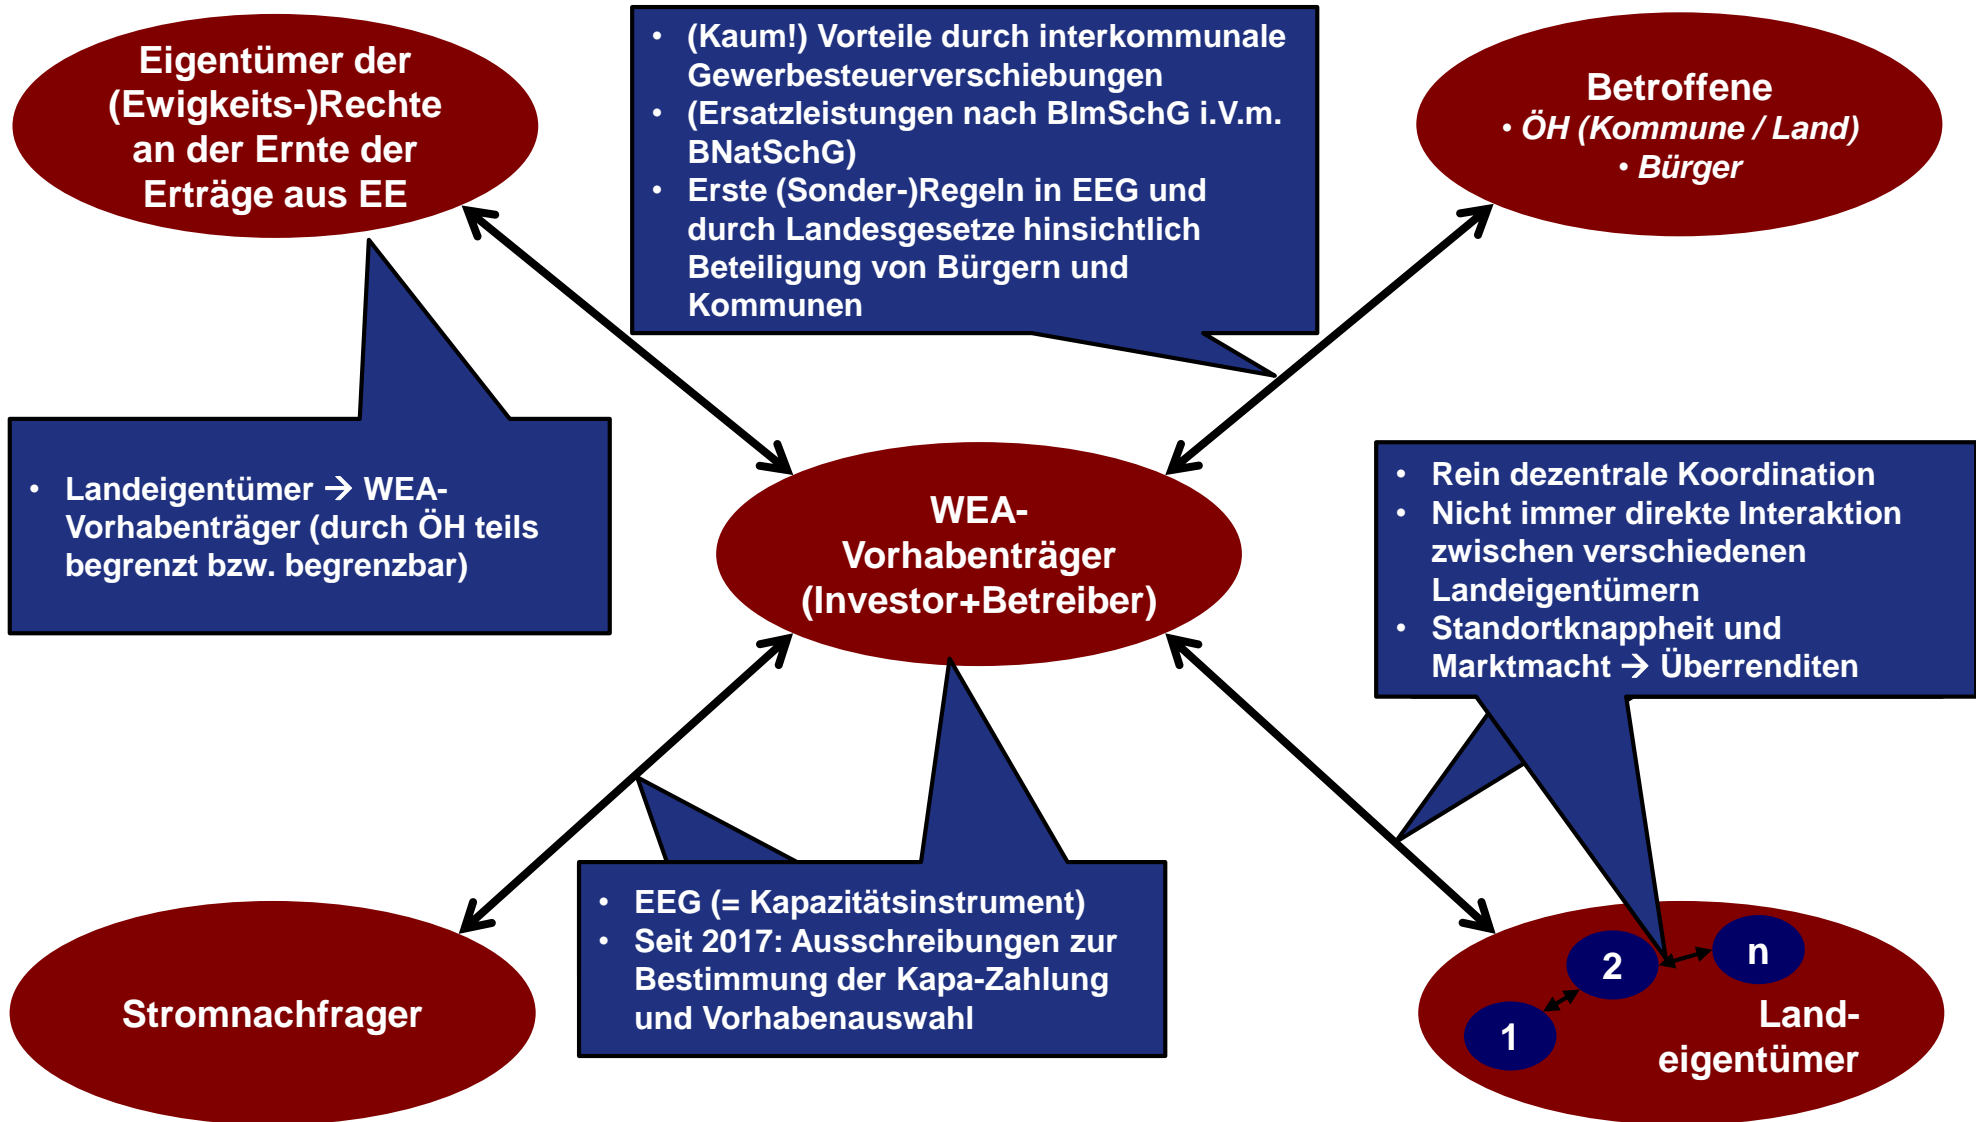 Eigentümer der
(Ewigkeits-)Rechte
an der Ernte der
Erträge aus EE
• (Kaum!) Vorteile durch interkommunale
Gewerbesteuerverschiebungen
• (Ersatzleistungen nach BImSchG i.V.m.
BNatSchG)
• Erste (Sonder-)Regeln in EEG und
durch Landesgesetze hinsichtlich
Beteiligung von Bürgern und
Kommunen
Betroffene
• ÖH (Kommune / Land)
• Bürger
• Landeigentümer → WEA-
Vorhabenträger (durch ÖH teils
begrenzt bzw. begrenzbar)
WEA-
Vorhabenträger
(Investor+Betreiber)
• Rein dezentrale Koordination
• Nicht immer direkte Interaktion
zwischen verschiedenen
Landeigentümern
• Standortknappheit und
Marktmacht → Überrenditen
Stromnachfrager
• EEG (= Kapazitätsinstrument)
• Seit 2017: Ausschreibungen zur
Bestimmung der Kapa-Zahlung
und Vorhabenauswahl
1
2
n
Land-
eigentümer